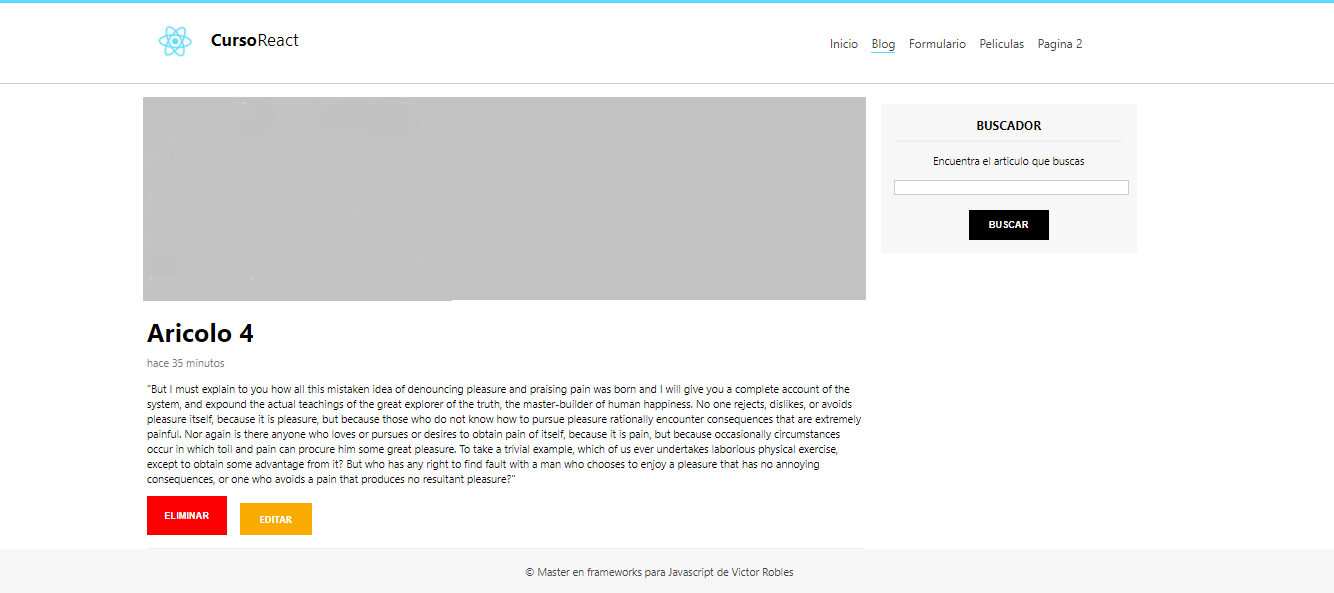 CursoReact
Inicio Blog Formulario Peliculas Pagina 2
BUSCADOR
Encuentra el articulo que buscas
BUSCAR
Aricolo 4
hace 35 minutos
"But I must explain to you how all this mistaken idea of denouncing pleasure and praising pain was born and I will give you a complete account of the
system, and expound the actual teachings of the great explorer of the truth, the master-builder of human happiness. No one rejects, dislikes, or avoids
pleasure itself, because it is pleasure, but because those who do not know how to pursue pleasure rationally encounter consequences that are extremely
painful. Nor again is there anyone who loves or pursues or desires to obtain pain of itself, because it is pain, but because occasionally circumstances
occur in which toil and pain can procure him some great pleasure. To take a trivial example, which of us ever undertakes laborious physical exercise,
except to obtain some advantage from it? But who has any right to find fault with a man who chooses to enjoy a pleasure that has no annoying
consequences, or one who avoids a pain that produces no resultant pleasure?"
ELIMINAR EDITAR
© Master en frameworks para Javascript de Victor Robles